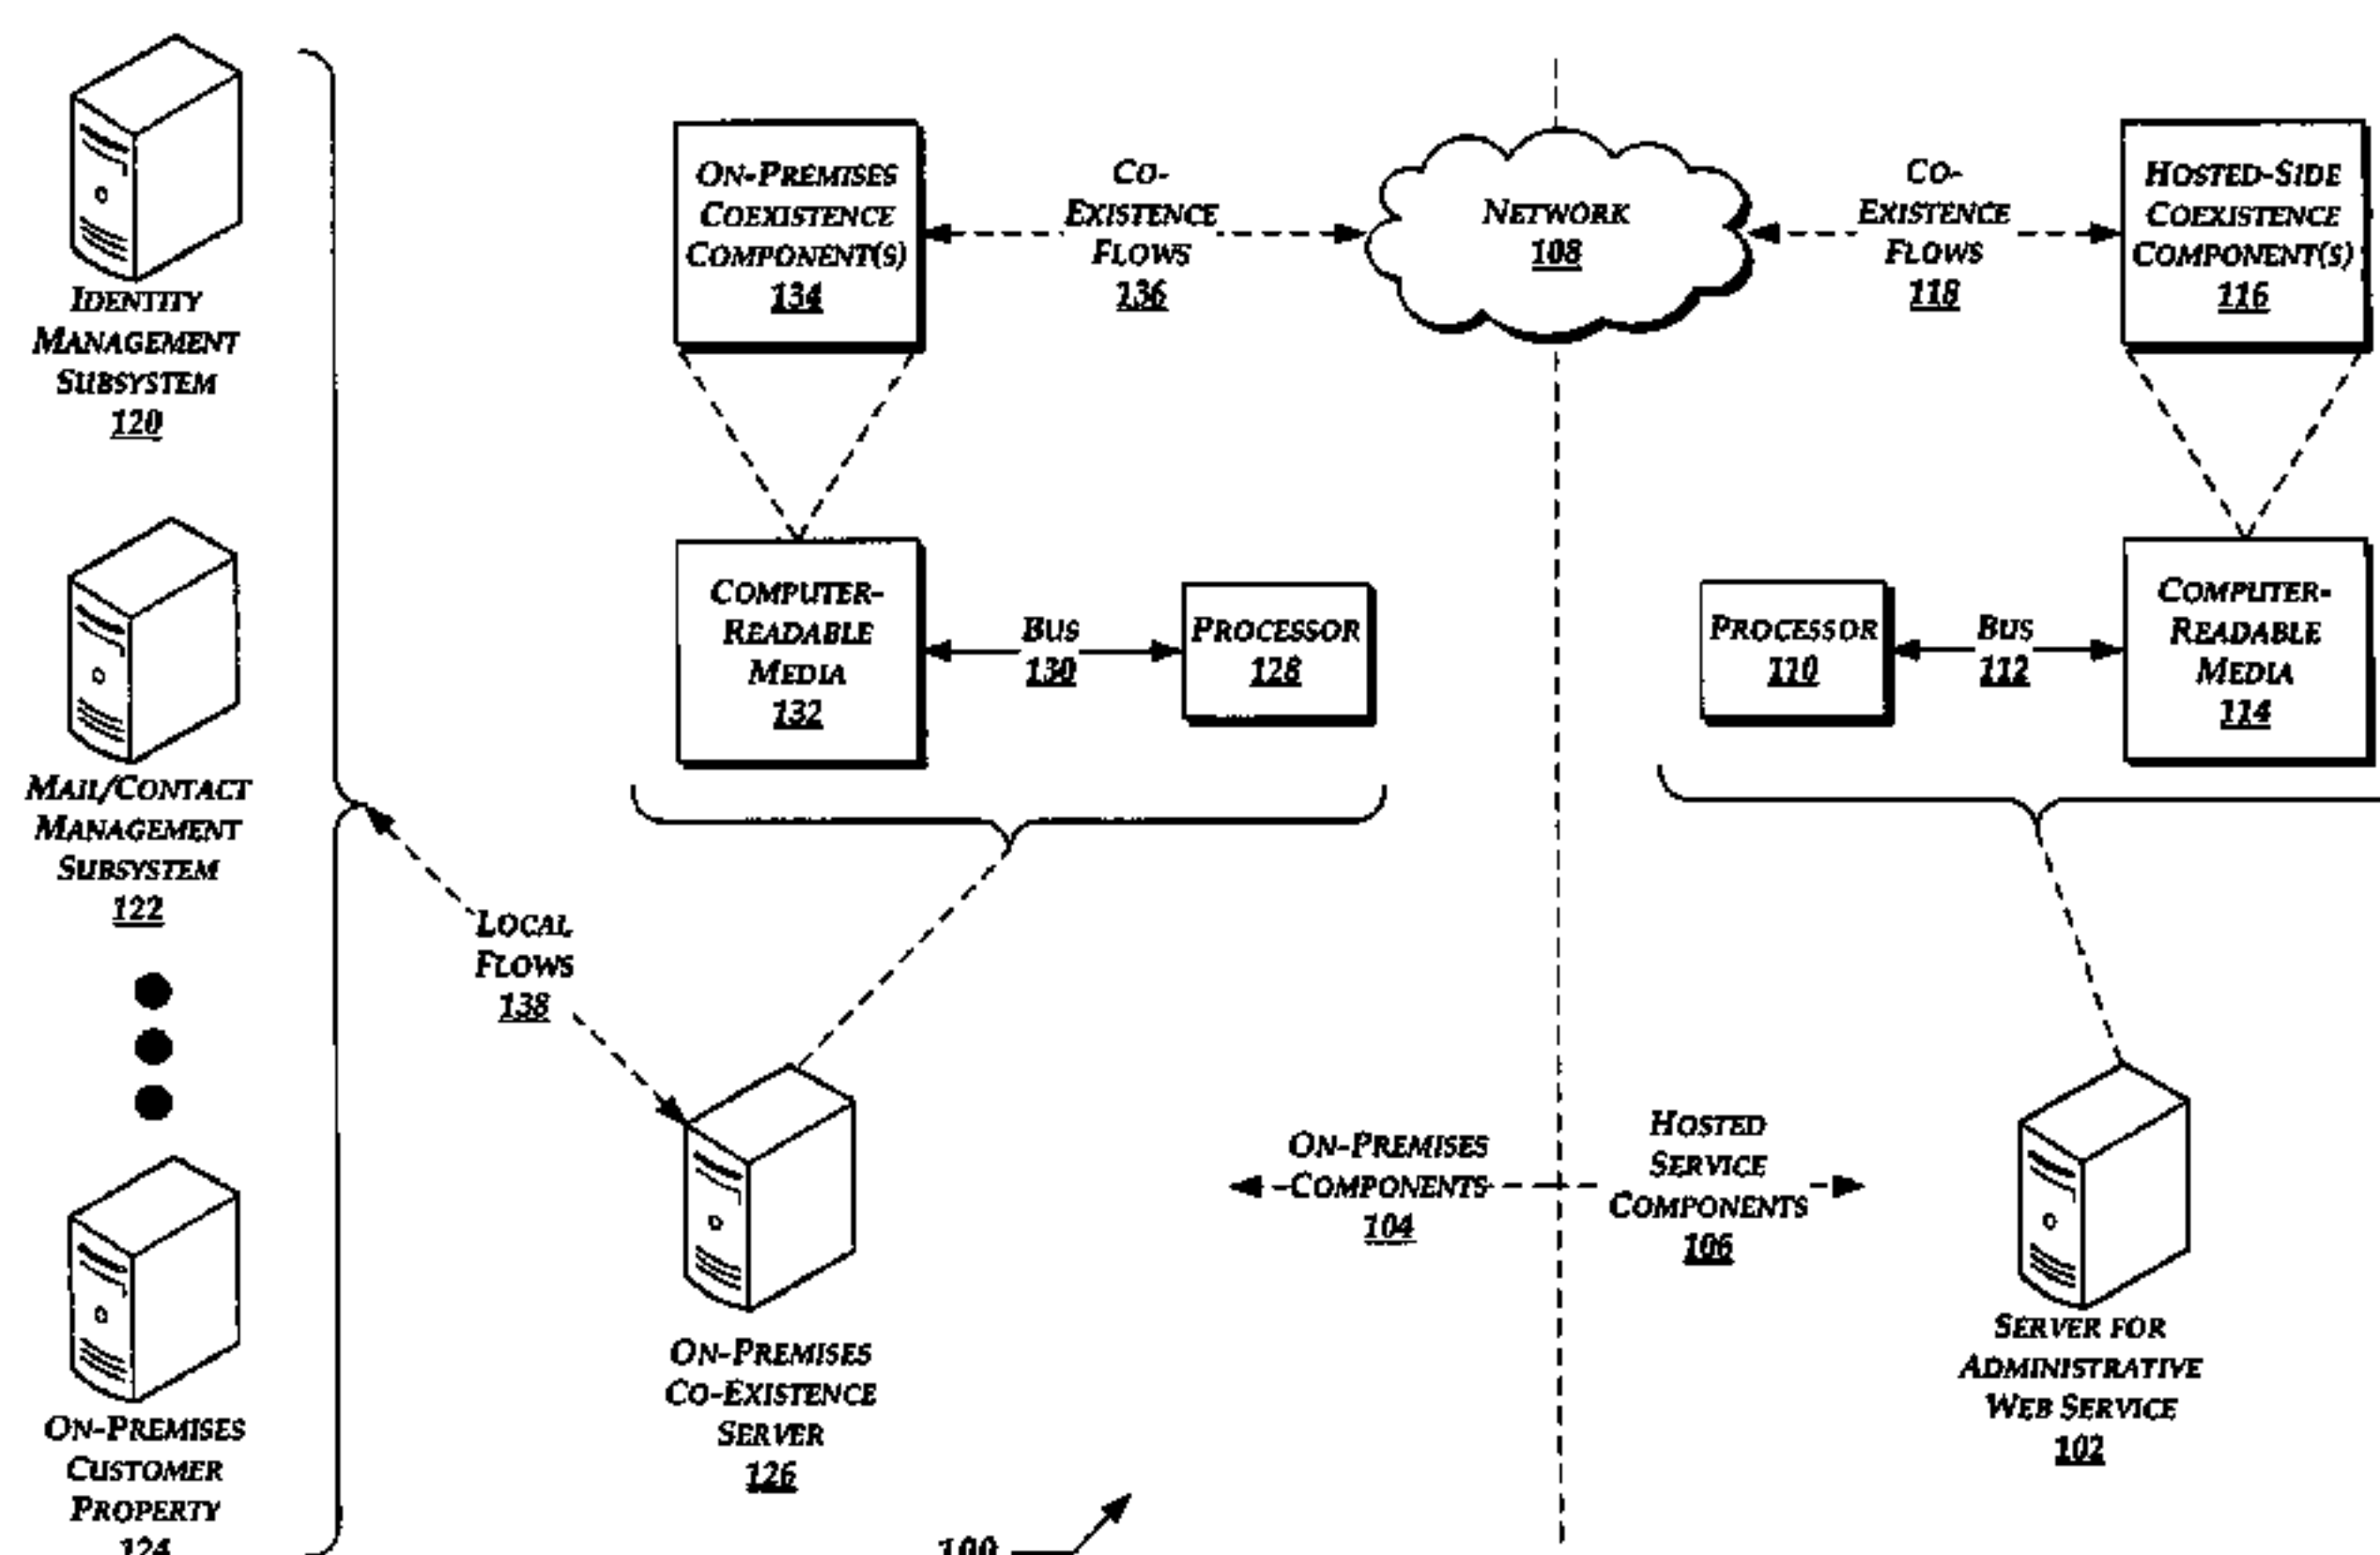 IDENTITY
MANAGEMENT
SUBSYSTEM
120
MAIL/CONTACT
MANAGEMENT
SUBSYSTEM
122
ON-PREMISES
CUSTOMER
PROPERTY
124
LOCAL
FLOWS
138
ON-PREMISES
COEXISTENCE
COMPONENT(S)
134
CO-
EXISTENCE
FLOWS
136
NETWORK
108
CO-
EXISTENCE
FLOWS
118
HOSTED-SIDE
COEXISTENCE
COMPONENT(S)
116
COMPUTER-
READABLE
MEDIA
132
BUS
130
PROCESSOR
128
PROCESSOR
110
BUS
112
COMPUTER-
READABLE
MEDIA
114
ON-PREMISES
CO-EXISTENCE
SERVER
126
ON-PREMISES
COMPONENTS
104
HOSTED
SERVICE
COMPONENTS
106
SERVER FOR
ADMINISTRATIVE
WEB SERVICE
102
100